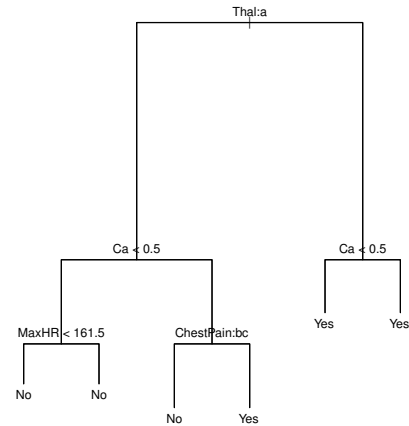 Thal:a
Ca < 0.5
Ca < 0.5
MaxHR < 161.5
ChestPain:bc
Yes
Yes
No
No
No
Yes